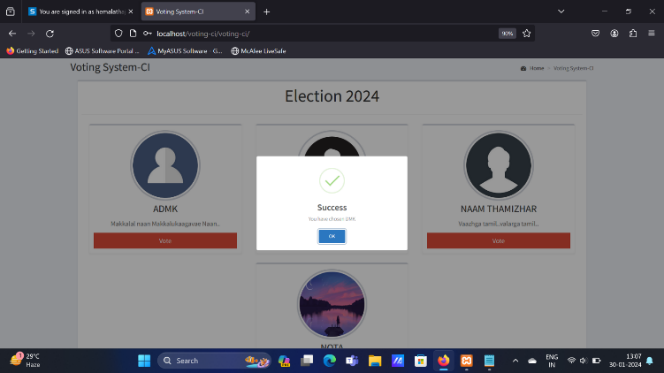 You are signed in as hemalatha
Voting System-CI
localhost/voting-ci/voting-ci/
90%
Getting Started
ASUS Software Portal ...
MyASUS Software - G...
McAfee LiveSafe
Voting System-CI
Home
Voting System-CI
Election 2024
ADMK
Makkalal naan Makkalukaagavae Naan..
Vote
Success
You have chosen DMK
OK
NAAM THAMIZHAR
Vaazhga tamil..valarga tamil..
Vote
NOTA
29°C
Haze
Search
ENG
IN
13:07
30-01-2024